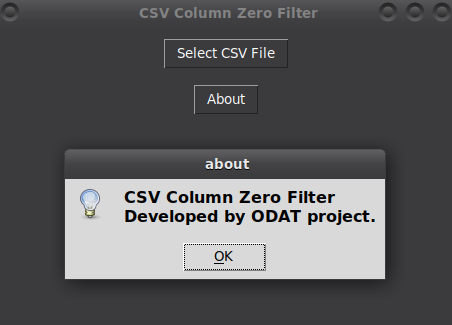 CSV Column Zero Filter
Select CSV File
About
about
CSV Column Zero Filter
Developed by ODAT project.
OK